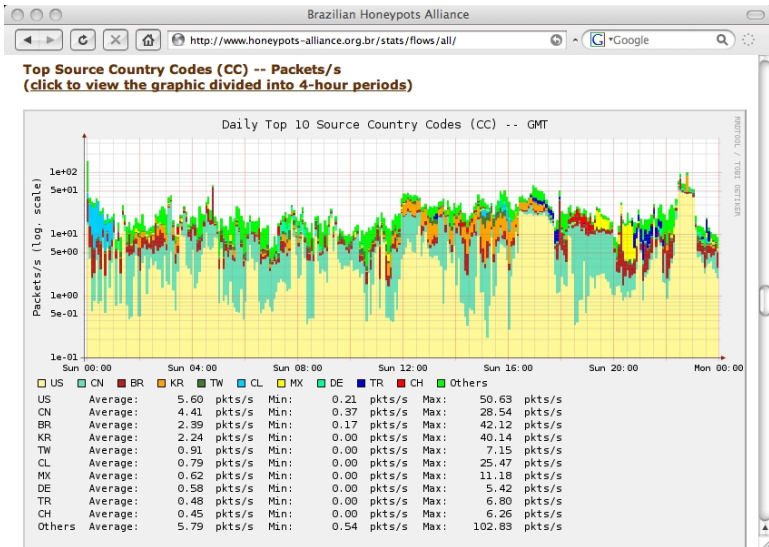 Brazilian Honeypots Alliance
http://www.honeypots-alliance.org.br/stats/flows/all/
Google
Top Source Country Codes (CC) -- Packets/s
(click to view the graphic divided into 4-hour periods)
Daily Top 10 Source Country Codes (CC) -- GMT
RRDTOOL / TOBI OETIKER
Packets/s (log. scale)
1e+02
5e+01
1e+01
5e+00
1e+00
5e-01
1e-01
Sun 00:00 Sun 04:00 Sun 08:00 Sun 12:00 Sun 16:00 Sun 20:00 Mon 00:00
US CN BR KR TW CL MX DE TR CH Others
US Average: 5.60 pkts/s Min: 0.21 pkts/s Max: 50.63 pkts/s
CN Average: 4.41 pkts/s Min: 0.37 pkts/s Max: 28.54 pkts/s
BR Average: 2.39 pkts/s Min: 0.17 pkts/s Max: 42.12 pkts/s
KR Average: 2.24 pkts/s Min: 0.00 pkts/s Max: 40.14 pkts/s
TW Average: 0.91 pkts/s Min: 0.00 pkts/s Max: 7.15 pkts/s
CL Average: 0.79 pkts/s Min: 0.00 pkts/s Max: 25.47 pkts/s
MX Average: 0.62 pkts/s Min: 0.00 pkts/s Max: 11.18 pkts/s
DE Average: 0.58 pkts/s Min: 0.00 pkts/s Max: 5.42 pkts/s
TR Average: 0.48 pkts/s Min: 0.00 pkts/s Max: 6.80 pkts/s
CH Average: 0.45 pkts/s Min: 0.00 pkts/s Max: 6.26 pkts/s
Others Average: 5.79 pkts/s Min: 0.54 pkts/s Max: 102.83 pkts/s